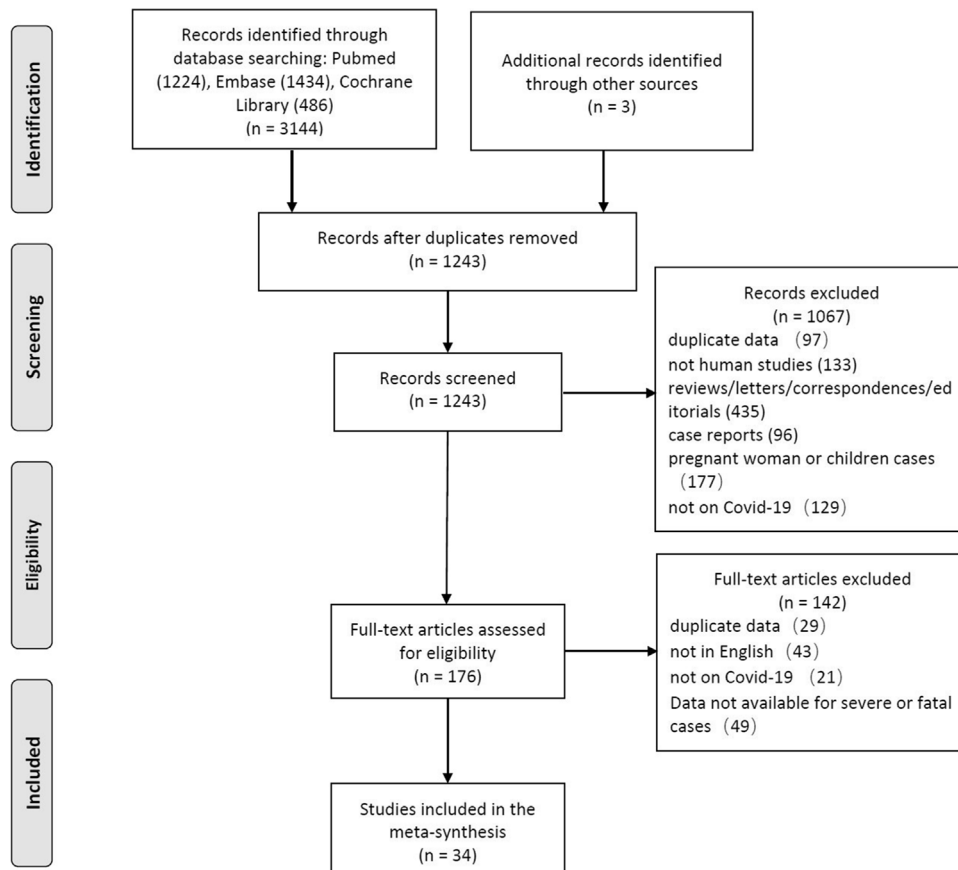 Identification
Records identified through
database searching: Pubmed
(1224), Embase (1434), Cochrane
Library (486)
(n = 3144)
Additional records identified
through other sources
(n = 3)
Records after duplicates removed
(n = 1243)
Screening
Records screened
(n = 1243)
Records excluded
(n = 1067)
duplicate data （97）
not human studies (133)
reviews/letters/correspondences/ed
itorials (435)
case reports (96)
pregnant woman or children cases
（177）
not on Covid-19 （129）
Eligibility
Full-text articles assessed
for eligibility
(n = 176)
Full-text articles excluded
(n = 142)
duplicate data （29）
not in English （43）
not on Covid-19 （21）
Data not available for severe or fatal
cases （49）
Included
Studies included in the
meta-synthesis
(n = 34)